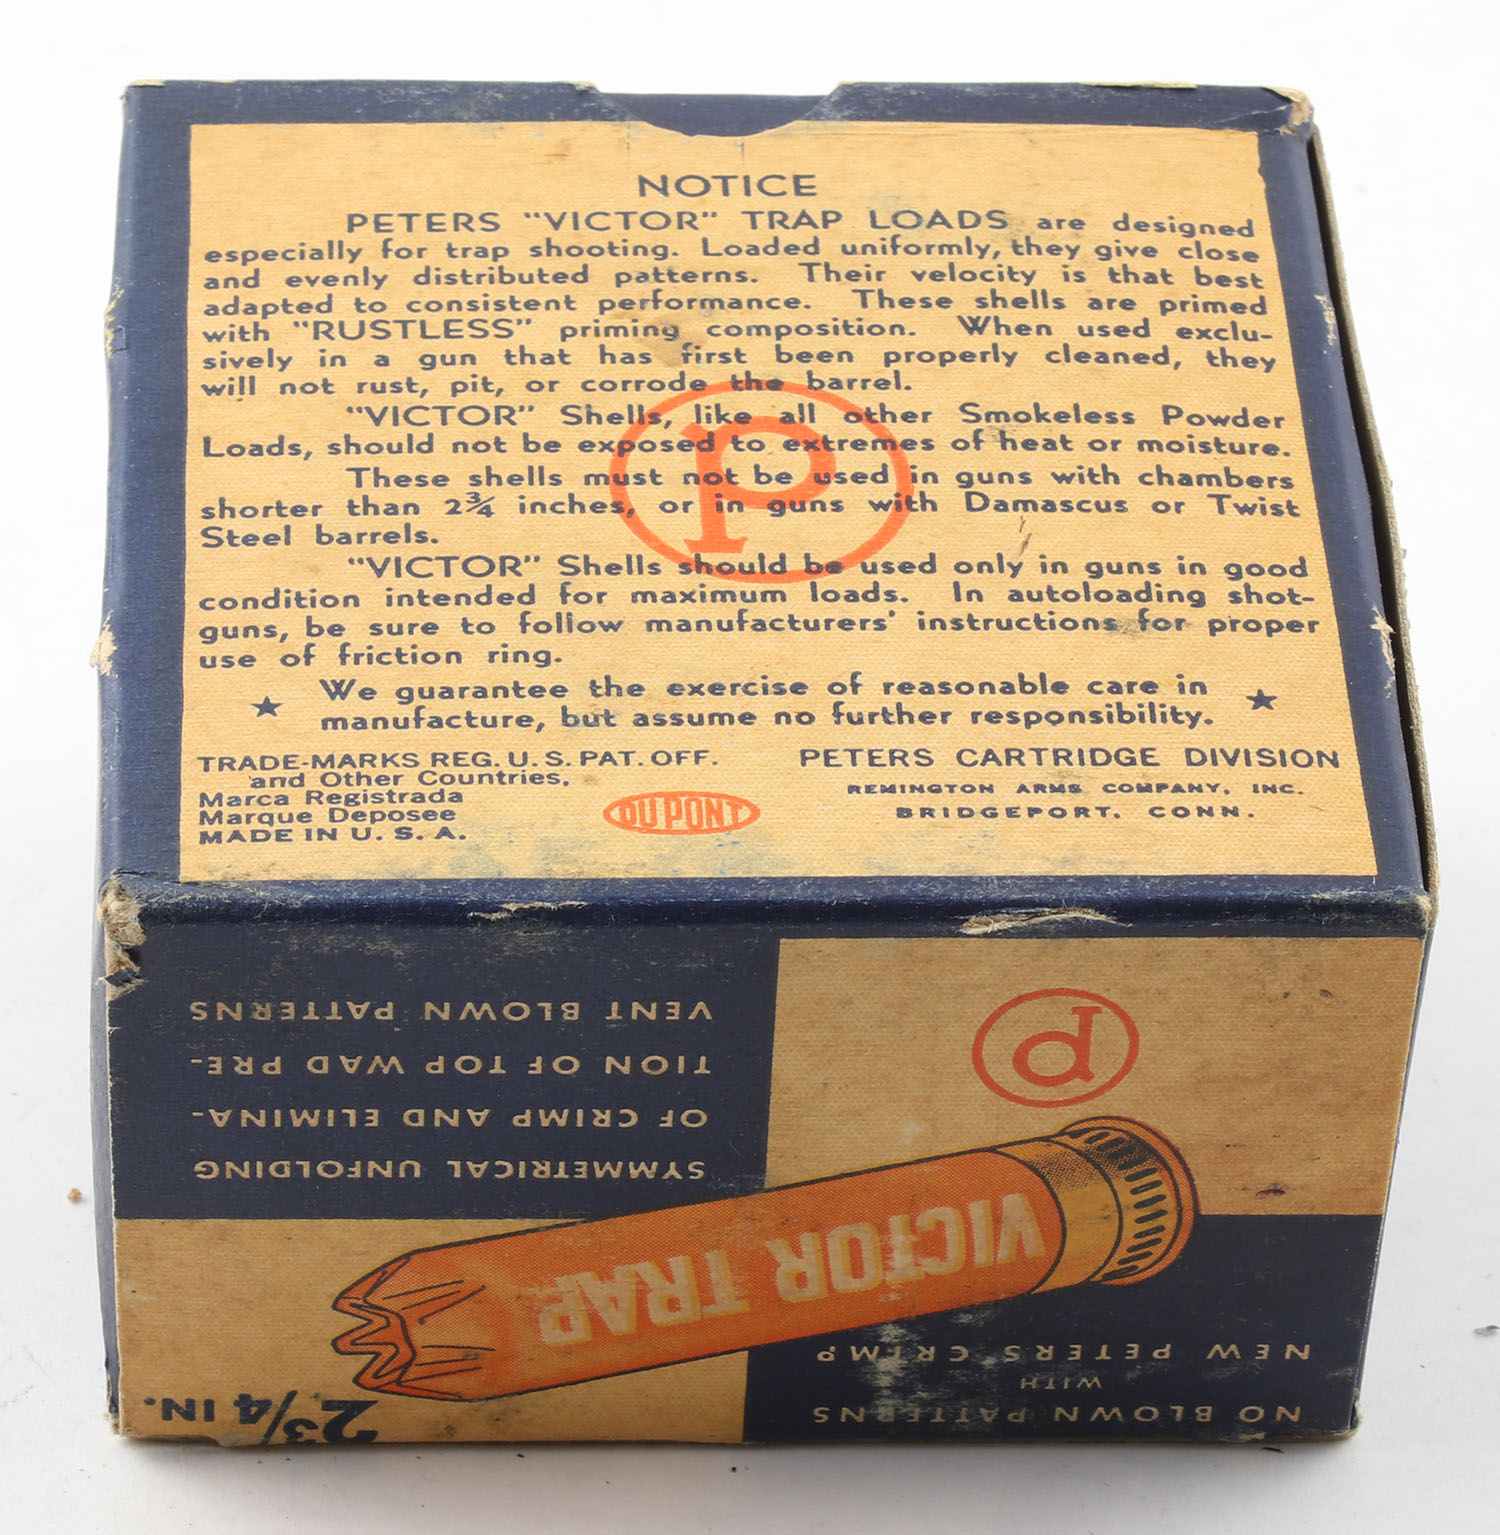 NOTICE
PETERS "VICTOR" TRAP LOADS are designed
especially for trap shooting. Loaded uniformly, they give close
and evenly distributed patterns. Their velocity is that best
adapted to consistent performance. These shells are primed
with "RUSTLESS" priming composition. When used exclu-
sively in a gun that has first been properly cleaned, they
will not rust, pit, or corrode the barrel.
"VICTOR" Shells, like all other Smokeless Powder
Loads, should not be exposed to extremes of heat or moisture.
These shells must not be used in guns with chambers
shorter than 2¾ inches, or in guns with Damascus or Twist
Steel barrels.
"VICTOR" Shells should be used only in guns in good
condition intended for maximum loads. In autoloading shot-
guns, be sure to follow manufacturers' instructions for proper
use of friction ring.
★ We guarantee the exercise of reasonable care in ★
manufacture, but assume no further responsibility.
P
TRADE-MARKS REG. U. S. PAT. OFF.
and Other Countries,
Marca Registrada
Marque Deposee
MADE IN U. S. A.
DU PONT
PETERS CARTRIDGE DIVISION
REMINGTON ARMS COMPANY, INC.
BRIDGEPORT, CONN.
NO BLOWN PATTERNS
WITH
NEW PETERS CRIMP
2¾ IN.
VICTOR TRAP
SYMMETRICAL UNFOLDING
OF CRIMP AND ELIMINA-
TION OF TOP WAD PRE-
VENT BLOWN PATTERNS
P